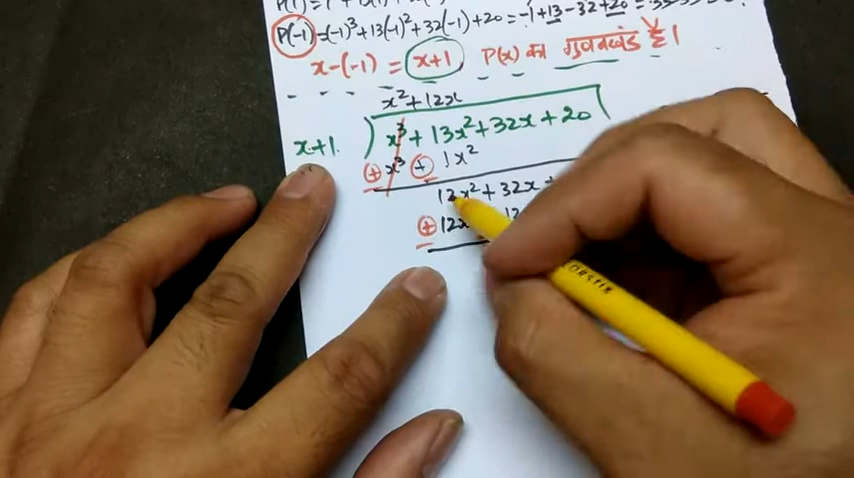 P(-1) =(-1)³+13(-1)²+32(-1)+20 = -1+13-32+20
x-(-1) = x+1 P(x) का गुणनखंड है।
x²+12x
x+1 ) x³ + 13x²+32x+20
x³ + 1x²
12x²+32x
12x